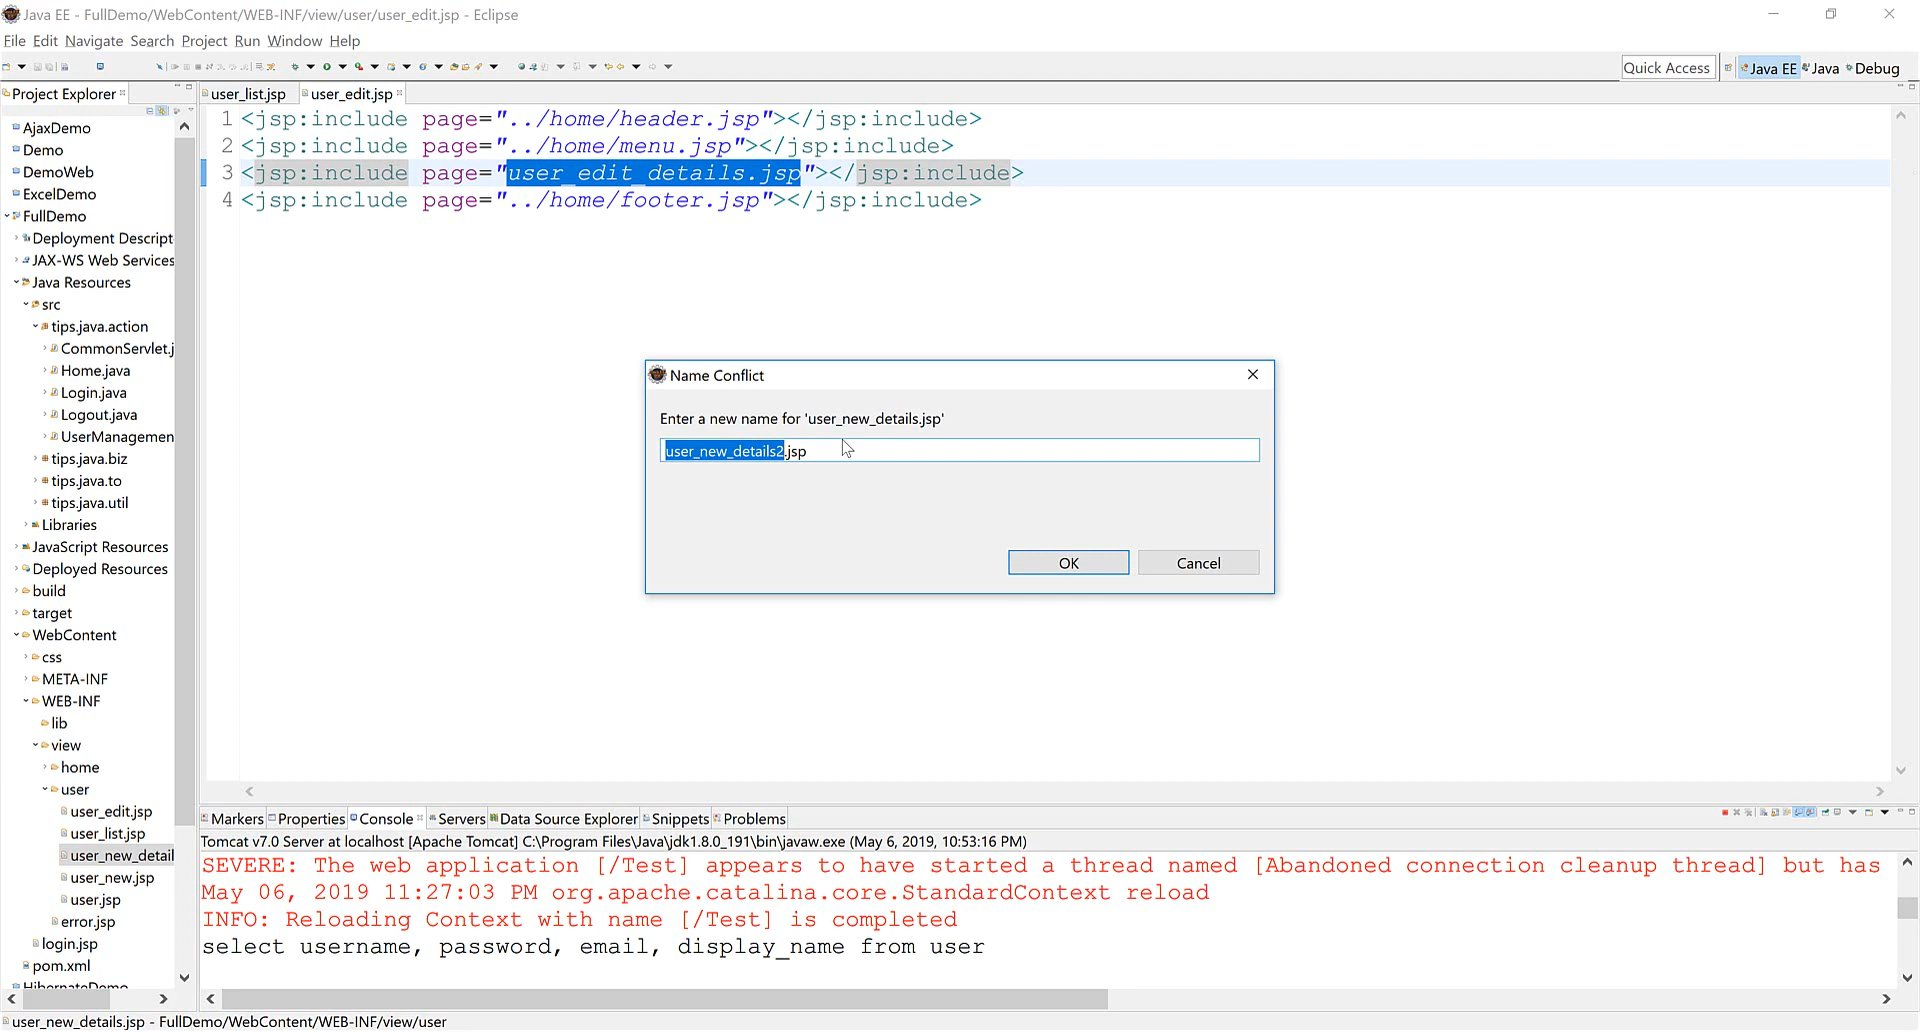 Java EE - FullDemo/WebContent/WEB-INF/view/user/user_edit.jsp - Eclipse
File Edit Navigate Search Project Run Window Help
Quick Access
Java EE
Java
Debug
Project Explorer
user_list.jsp
user_edit.jsp
AjaxDemo
Demo
DemoWeb
ExcelDemo
FullDemo
Deployment Descript
JAX-WS Web Services
Java Resources
src
tips.java.action
CommonServlet.j
Home.java
Login.java
Logout.java
UserManagemen
tips.java.biz
tips.java.to
tips.java.util
Libraries
JavaScript Resources
Deployed Resources
build
target
WebContent
css
META-INF
WEB-INF
lib
view
home
user
user_edit.jsp
user_list.jsp
user_new_detail
user_new.jsp
user.jsp
error.jsp
login.jsp
pom.xml
HibernateDemo
1 <jsp:include page="../home/header.jsp"></jsp:include>
2 <jsp:include page="../home/menu.jsp"></jsp:include>
3 <jsp:include page="user_edit_details.jsp"></jsp:include>
4 <jsp:include page="../home/footer.jsp"></jsp:include>
Name Conflict
Enter a new name for 'user_new_details.jsp'
user_new_details2.jsp
OK
Cancel
Markers Properties Console Servers Data Source Explorer Snippets Problems
Tomcat v7.0 Server at localhost [Apache Tomcat] C:\Program Files\Java\jdk1.8.0_191\bin\javaw.exe (May 6, 2019, 10:53:16 PM)
SEVERE: The web application [/Test] appears to have started a thread named [Abandoned connection cleanup thread] but has
May 06, 2019 11:27:03 PM org.apache.catalina.core.StandardContext reload
INFO: Reloading Context with name [/Test] is completed
select username, password, email, display_name from user
user_new_details.jsp - FullDemo/WebContent/WEB-INF/view/user